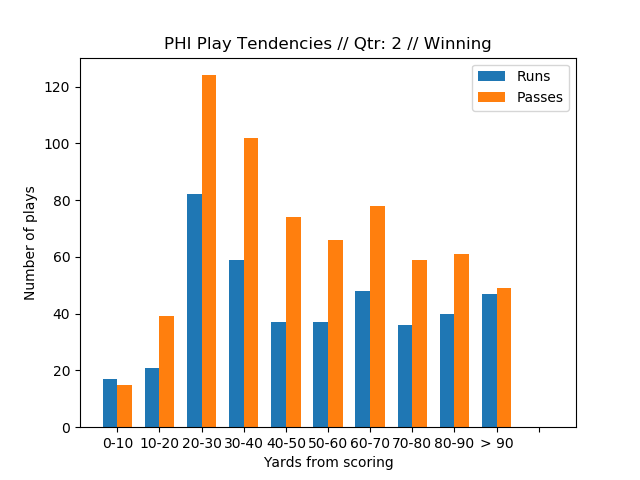 PHI Play Tendencies // Qtr: 2 // Winning
Runs
Passes
Number of plays
120
100
80
60
40
20
0
0-10 10-20 20-30 30-40 40-50 50-60 60-70 70-80 80-90 > 90
Yards from scoring